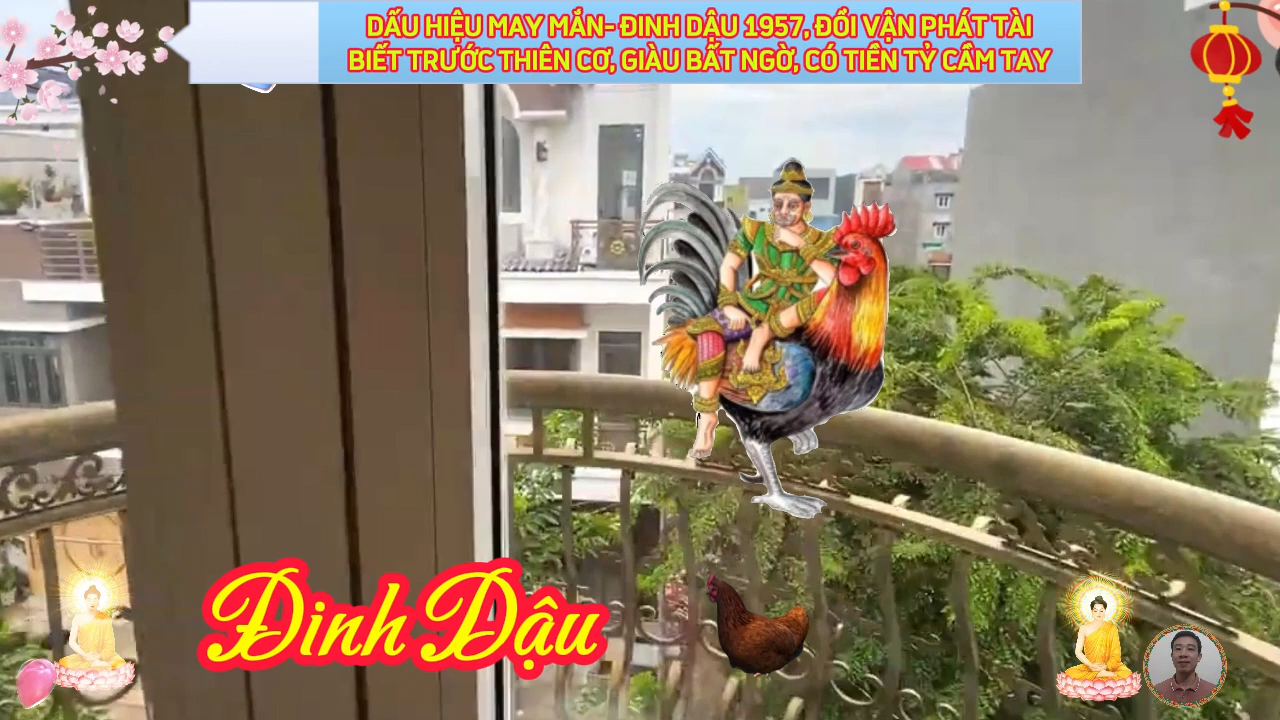 DẤU HIỆU MAY MẮN- ĐINH DẬU 1957, ĐỔI VẬN PHÁT TÀI
BIẾT TRƯỚC THIÊN CƠ, GIÀU BẤT NGỜ, CÓ TIỀN TỶ CẦM TAY
Đinh Dậu